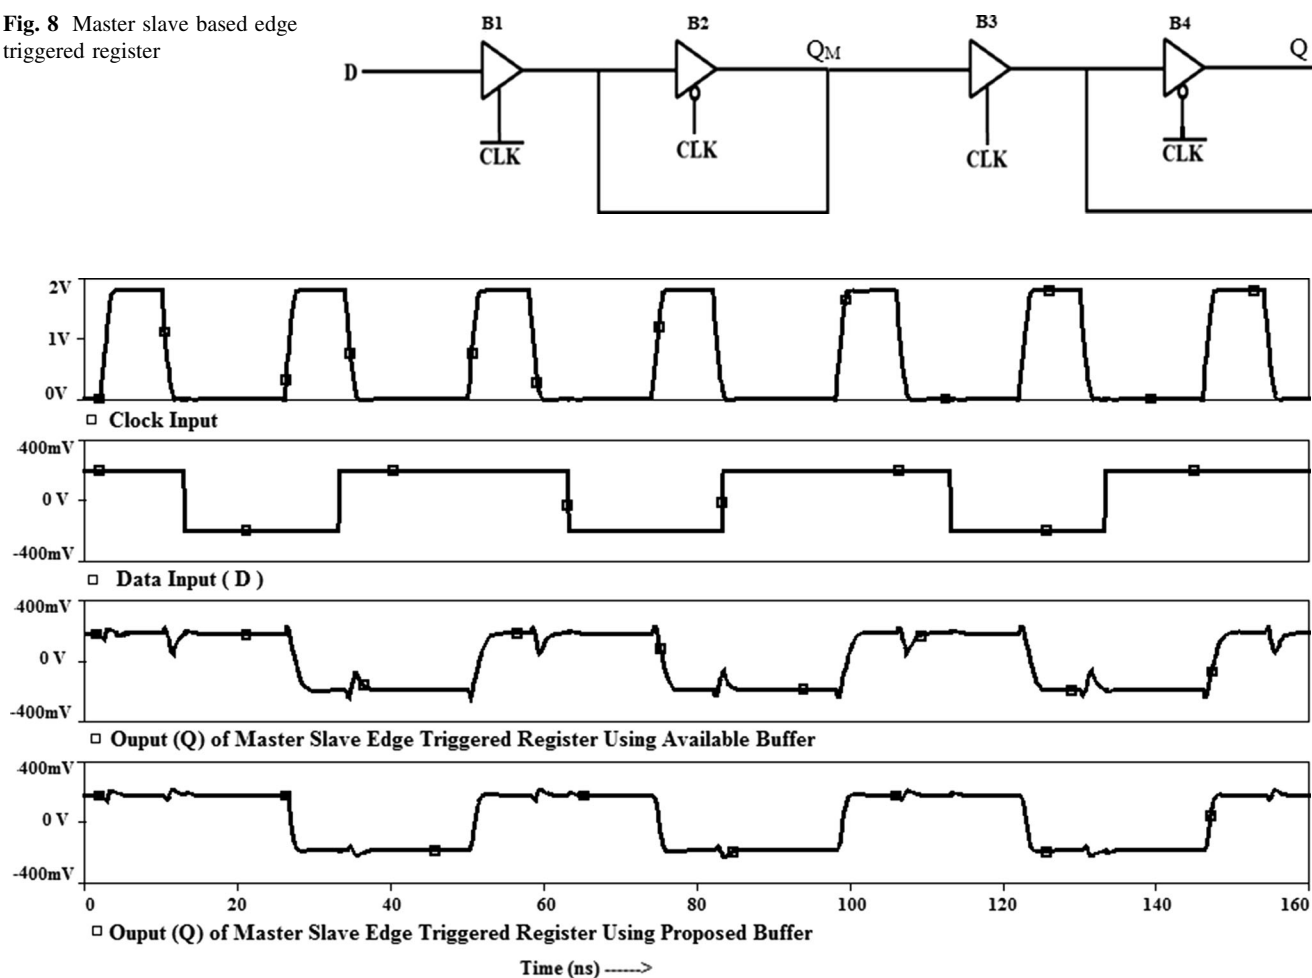 Fig. 8 Master slave based edge
triggered register
B1 B2 B3 B4
D QM Q
CLK CLK CLK CLK
2V
1V
0V
Clock Input
400mV
0 V
-400mV
Data Input ( D )
400mV
0 V
-400mV
Ouput (Q) of Master Slave Edge Triggered Register Using Available Buffer
400mV
0 V
-400mV
0 20 40 60 80 100 120 140 160
Ouput (Q) of Master Slave Edge Triggered Register Using Proposed Buffer
Time (ns) ------>